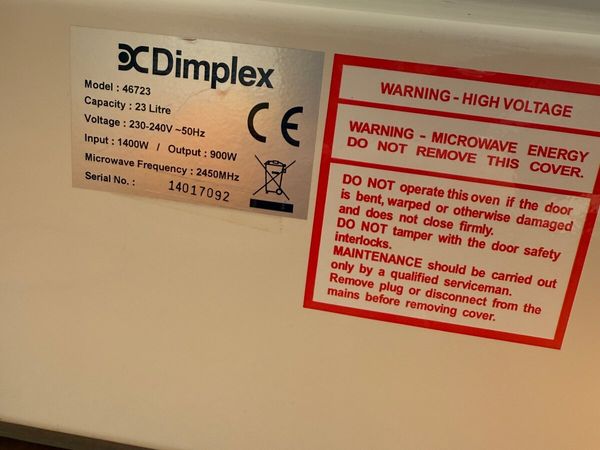 Dimplex
Model : 46723
Capacity : 23 Litre
Voltage : 230-240V ~50Hz
Input : 1400W / Output : 900W
Microwave Frequency : 2450MHz
Serial No. : 14017092
CE
WARNING - HIGH VOLTAGE
WARNING - MICROWAVE ENERGY
DO NOT REMOVE THIS COVER.
DO NOT operate this oven if the door
is bent, warped or otherwise damaged
and does not close firmly.
DO NOT tamper with the door safety
interlocks.
MAINTENANCE should be carried out
only by a qualified serviceman.
Remove plug or disconnect from the
mains before removing cover.